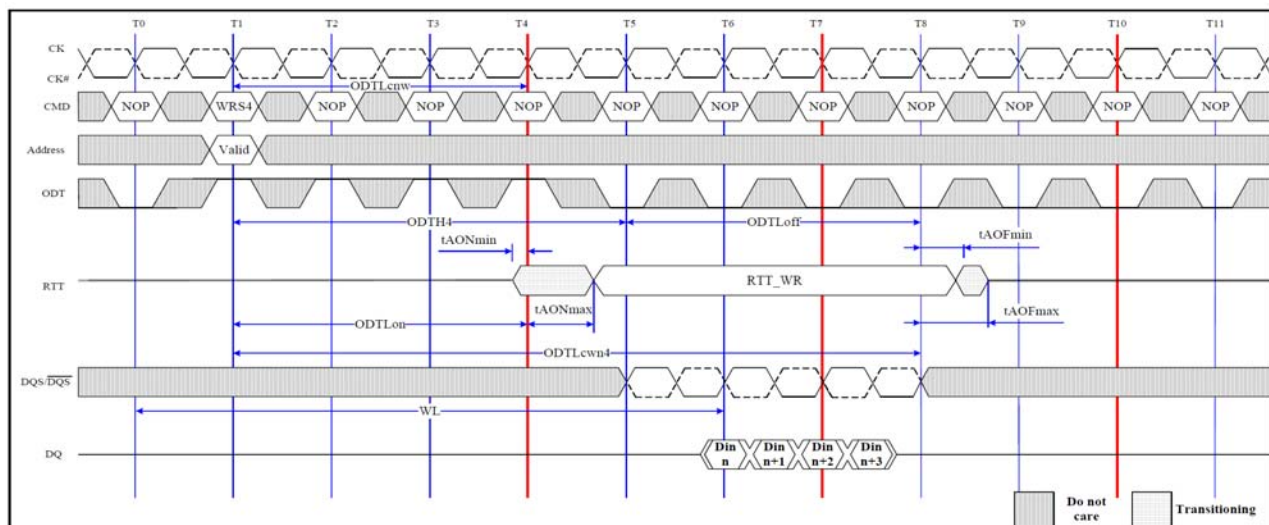 T0 T1 T2 T3 T4 T5 T6 T7 T8 T9 T10 T11
CK
CK#
ODTLcnw
CMD NOP WRS4 NOP NOP NOP NOP NOP NOP NOP NOP NOP NOP
Address Valid
ODT
ODTH4 ODTLoff
tAONmin tAOFmin
RTT RTT_WR
tAONmax tAOFmax
ODTLon
ODTLcwn4
DQS/DQS
WL
DQ Din n Din n+1 Din n+2 Din n+3
Do not care Transitioning